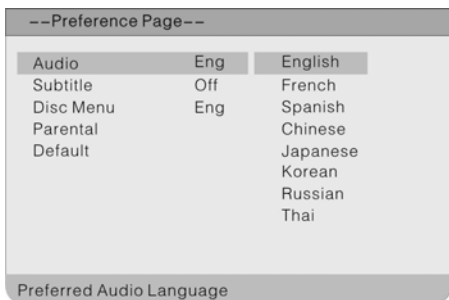 --Preference Page--
Audio Eng English
Subtitle Off French
Disc Menu Eng Spanish
Parental Chinese
Default Japanese
Korean
Russian
Thai
Preferred Audio Language